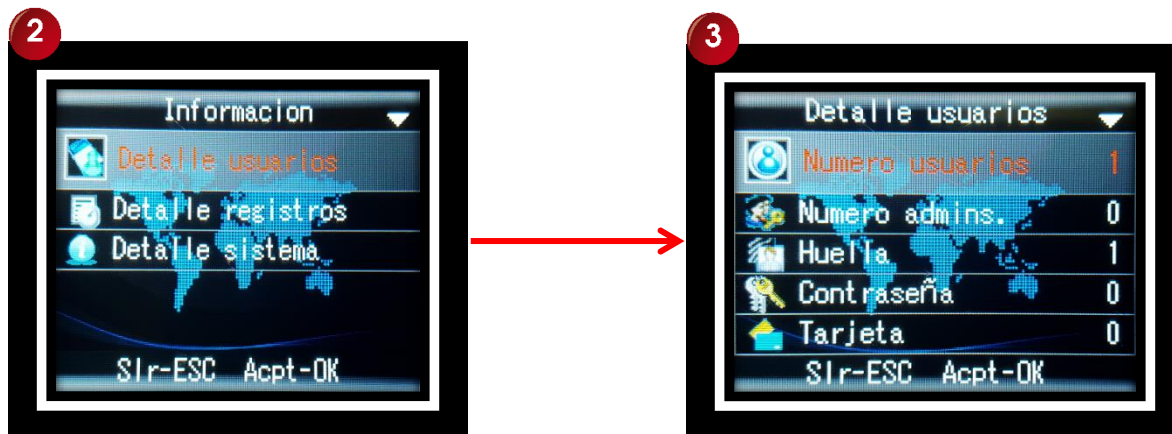 2
Informacion
Detalle usuarios
Detalle registros
Detalle sistema
Slr-ESC Acpt-OK
3
Detalle usuarios
Numero usuarios 1
Numero admins. 0
Huella 1
Contraseña 0
Tarjeta 0
Slr-ESC Acpt-OK